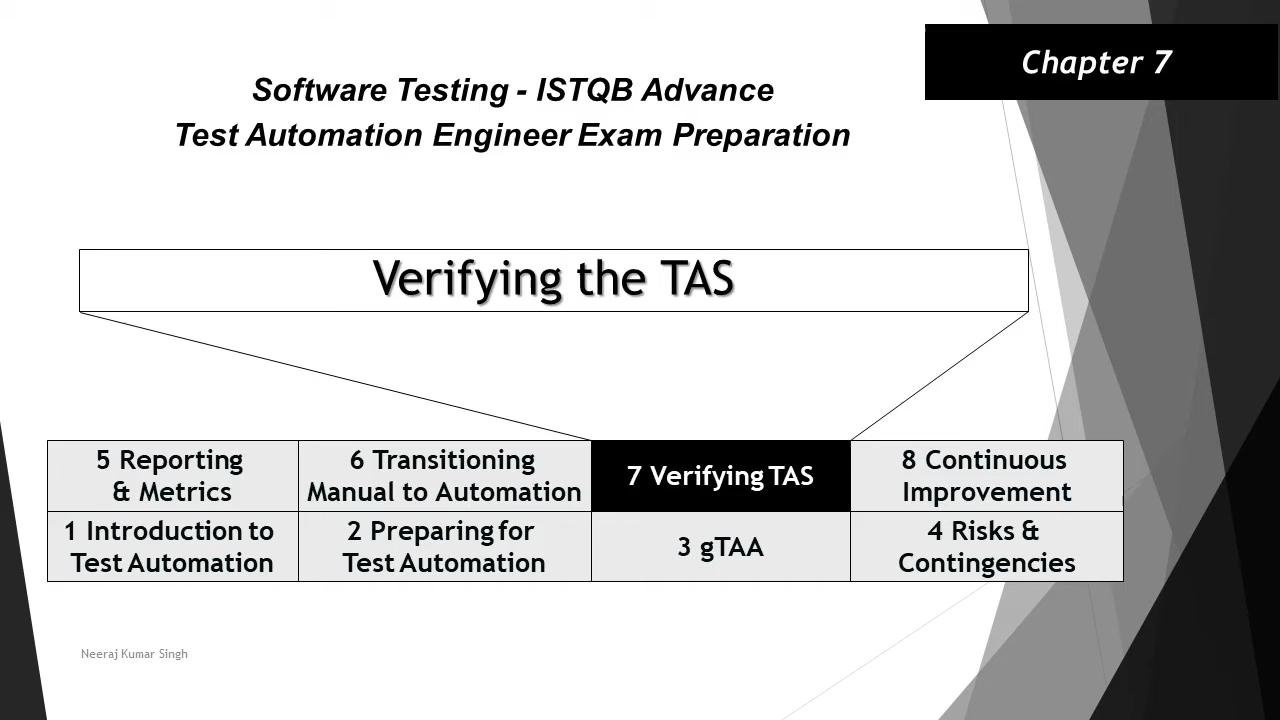 Chapter 7
Software Testing - ISTQB Advance
Test Automation Engineer Exam Preparation
Verifying the TAS
5 Reporting
& Metrics
6 Transitioning
Manual to Automation
7 Verifying TAS
8 Continuous
Improvement
1 Introduction to
Test Automation
2 Preparing for
Test Automation
3 gTAA
4 Risks &
Contingencies
Neeraj Kumar Singh